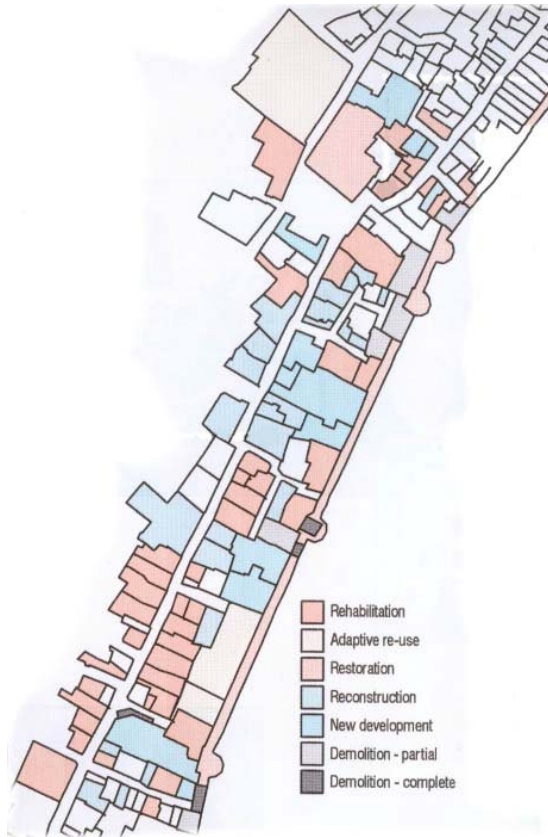 Rehabilitation
Adaptive re-use
Restoration
Reconstruction
New development
Demolition - partial
Demolition - complete